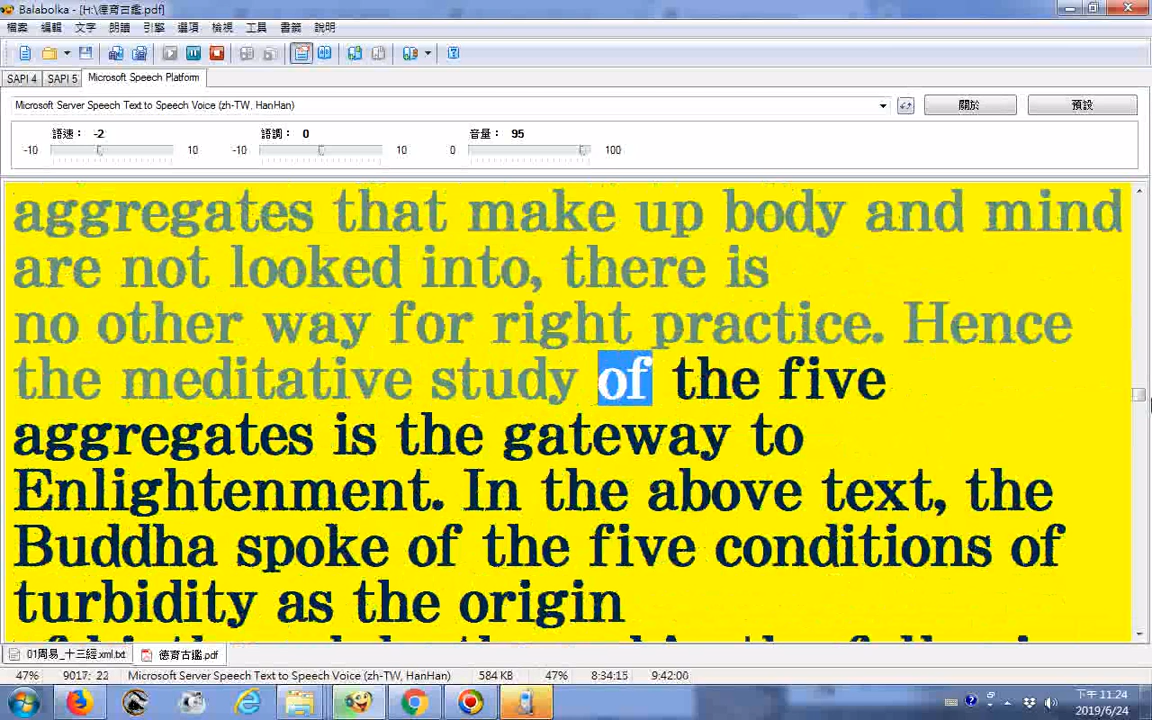 Balabolka - [H:\德育古鑑.pdf]
檔案 編輯 文字 朗讀 引擎 選項 檢視 工具 書籤 說明
SAPI 4 SAPI 5 Microsoft Speech Platform
Microsoft Server Speech Text to Speech Voice (zh-TW, HanHan) 關於 預設
語速： -2 語調： 0 音量： 95
-10 10 -10 10 0 100
aggregates that make up body and mind
are not looked into, there is
no other way for right practice. Hence
the meditative study of the five
aggregates is the gateway to
Enlightenment. In the above text, the
Buddha spoke of the five conditions of
turbidity as the origin
01周易_十三經.xml.txt 德育古鑑.pdf
47% 9017: 22 Microsoft Server Speech Text to Speech Voice (zh-TW, HanHan) 584 KB 47% 8:34:15 9:42:00
下午 11:24
2019/6/24